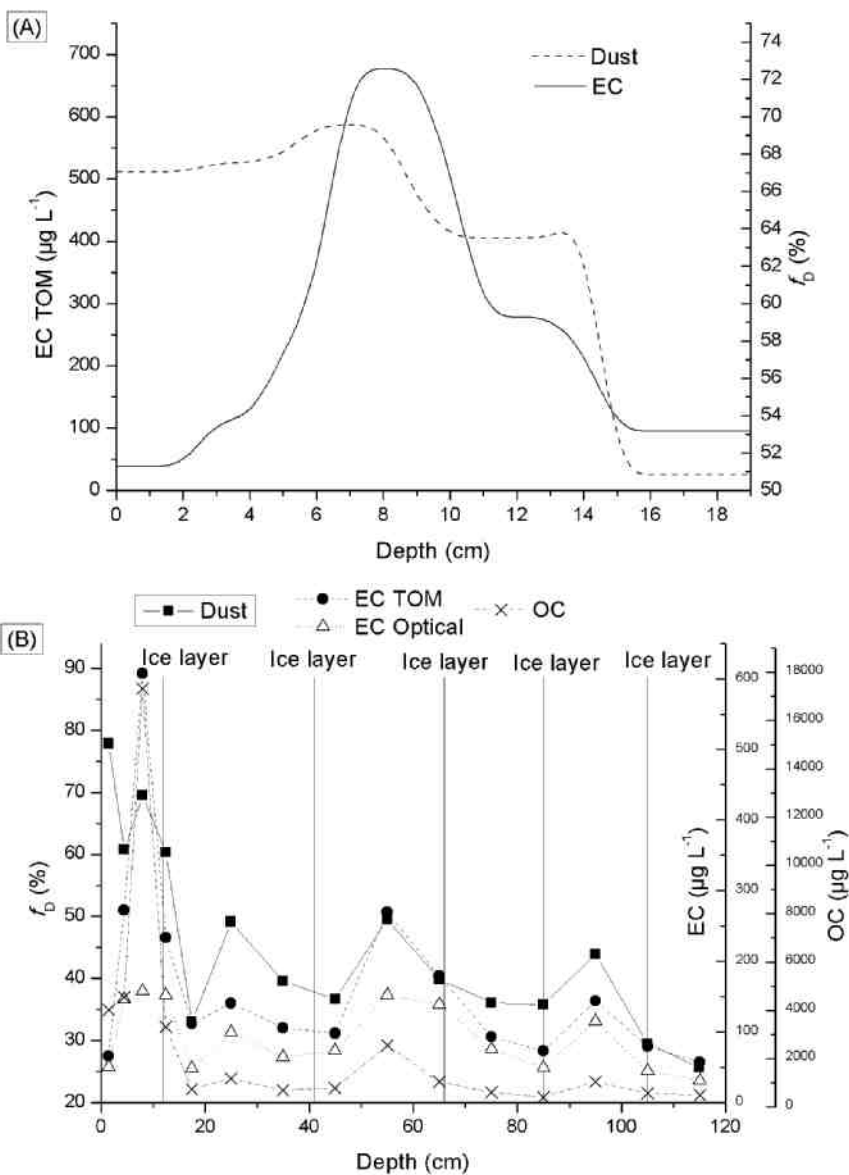 (A)
Dust
EC
EC TOM (µg L⁻¹)
700
600
500
400
300
200
100
50
0
74
72
70
68
66
64
62
60
58
56
54
52
50
f_D (%)
0 2 4 6 8 10 12 14 16 18
Depth (cm)
Dust
EC TOM
EC Optical
OC
(B)
Ice layer Ice layer Ice layer Ice layer Ice layer
f_D (%)
90
80
70
60
50
40
30
20
600
500
400
300
200
100
0
EC (µg L⁻¹)
18000
16000
14000
12000
10000
8000
6000
4000
2000
0
OC (µg L⁻¹)
0 20 40 60 80 100 120
Depth (cm)